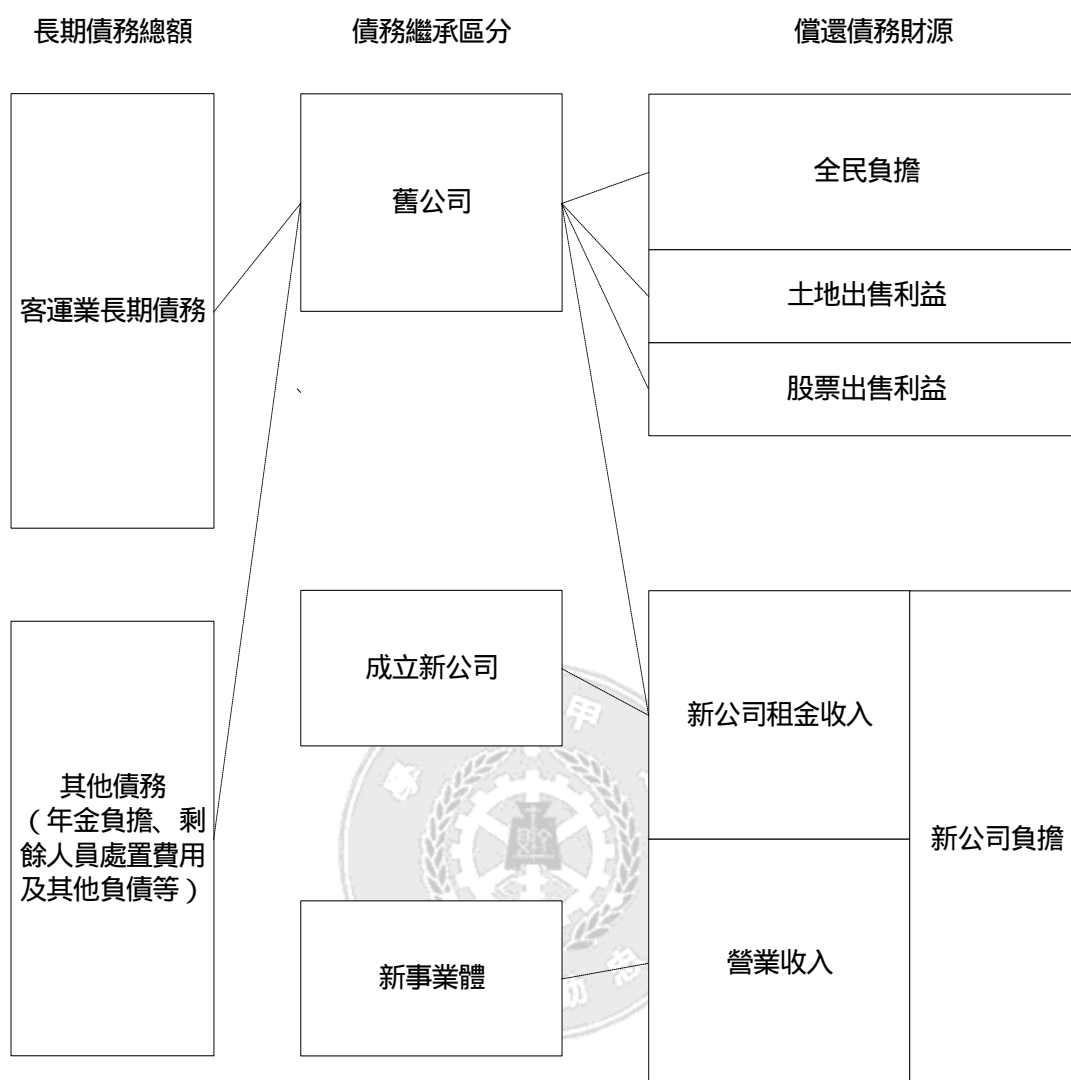 長期債務總額
債務繼承區分
償還債務財源
客運業長期債務
舊公司
全民負擔
土地出售利益
股票出售利益
其他債務
（年金負擔、剩
餘人員處置費用
及其他負債等）
成立新公司
新事業體
新公司租金收入
營業收入
新公司負擔